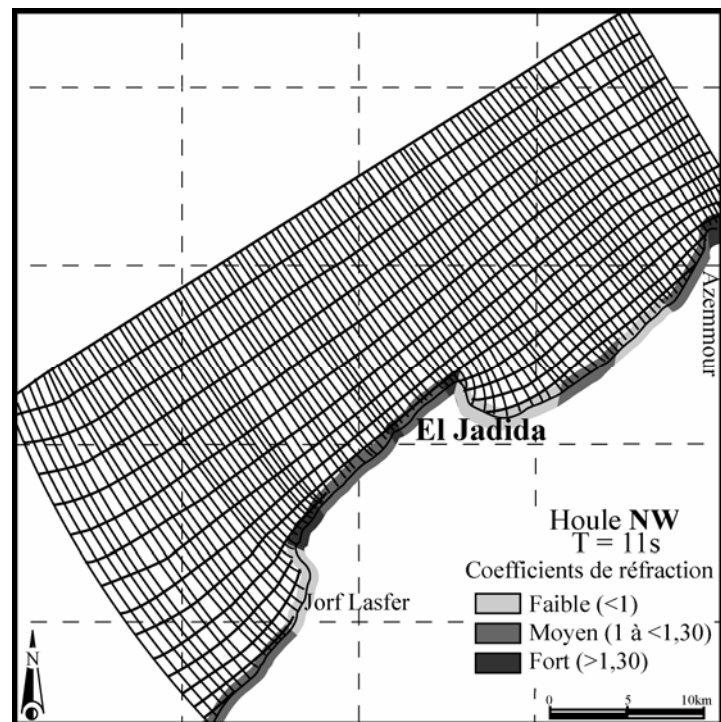 Azemmour
El Jadida
Houle NW
T = 11s
Coefficients de réfraction
Jorf Lasfer
Faible (<1)
Moyen (1 à <1,30)
Fort (>1,30)
N
0 5 10km